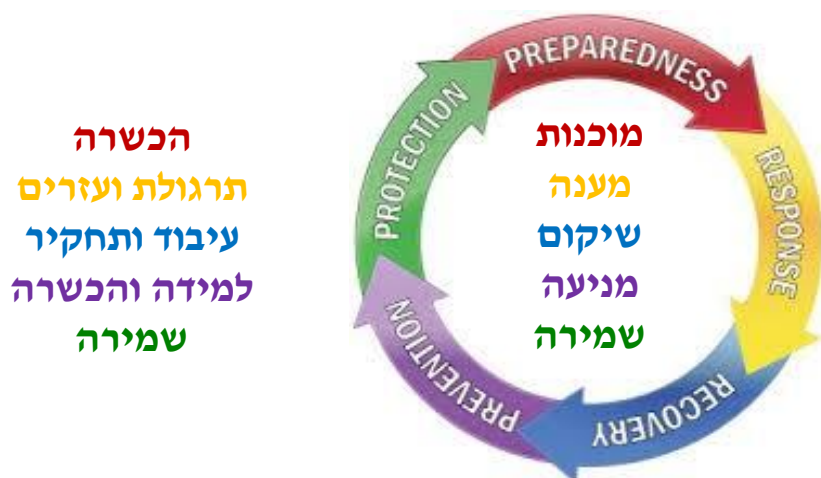 הכשרה
תרגולת ועזרים
עיבוד ותחקיר
למידה והכשרה
שמירה
PREPAREDNESS
RESPONSE
RECOVERY
PREVENTION
PROTECTION
מוכנות
מענה
שיקום
מניעה
שמירה